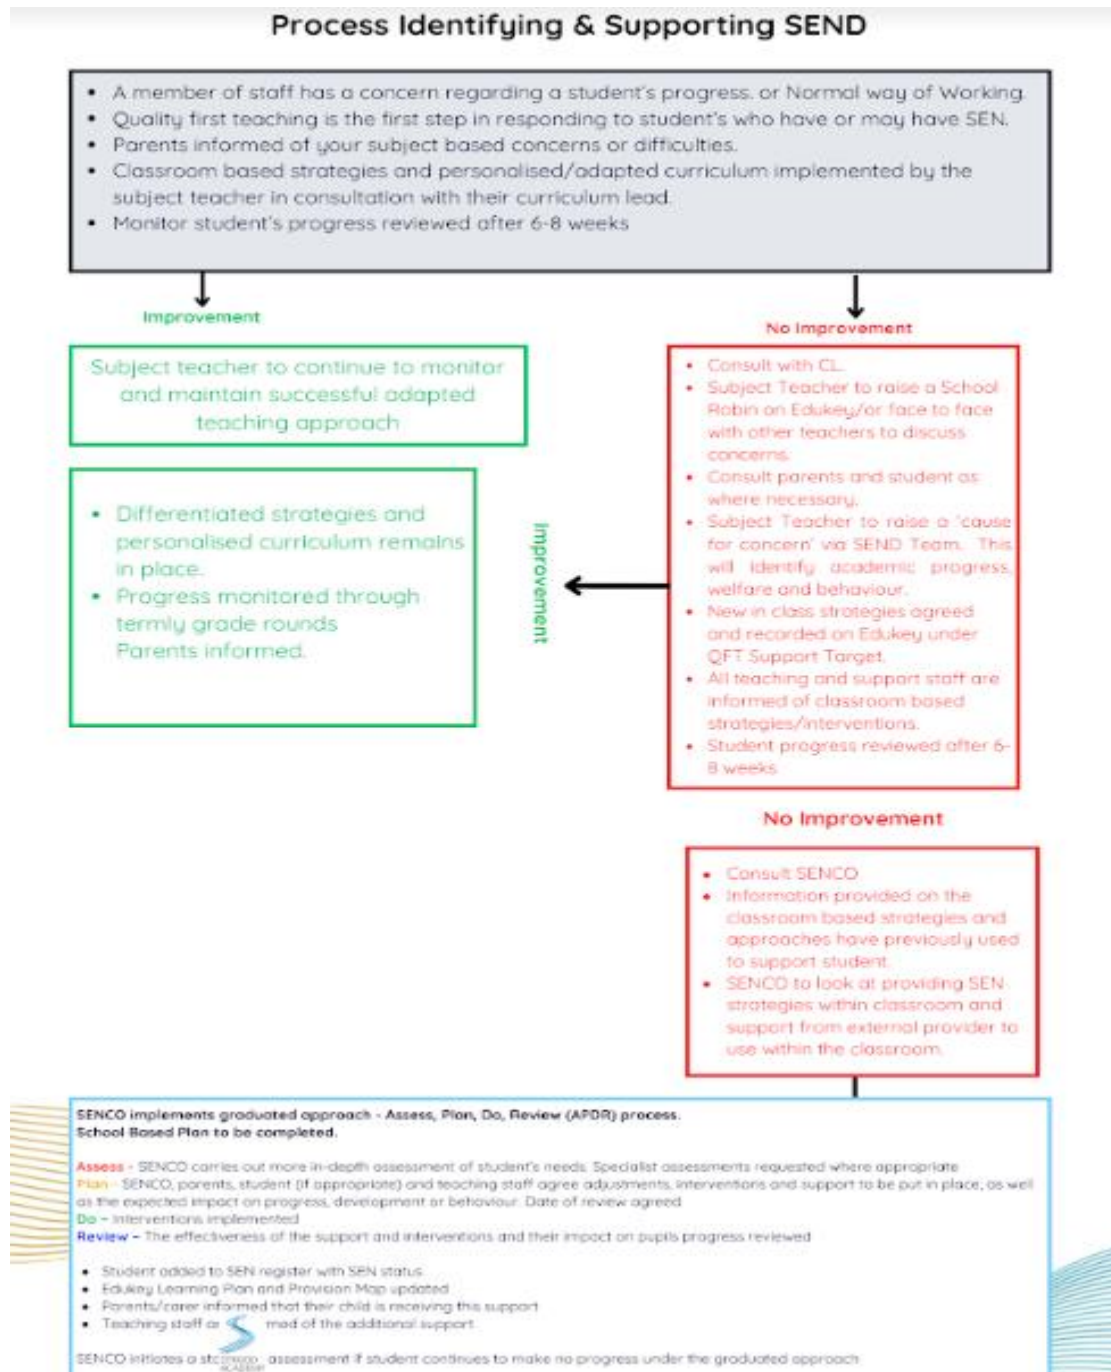 Process Identifying & Supporting SEND
• A member of staff has a concern regarding a student's progress. or Normal way of Working.
• Quality first teaching is the first step in responding to student's who have or may have SEN.
• Parents informed of your subject based concerns or difficulties.
• Classroom based strategies and personalised/adapted curriculum implemented by the
subject teacher in consultation with their curriculum lead.
• Monitor student's progress reviewed after 6-8 weeks
Improvement
Subject teacher to continue to monitor
and maintain successful adapted
teaching approach
• Differentiated strategies and
personalised curriculum remains
in place.
• Progress monitored through
termly grade rounds
Parents informed.
Improvement
No Improvement
• Consult with CL.
• Subject Teacher to raise a School
Robin on Edukey/or face to face
with other teachers to discuss
concerns.
• Consult parents and student as
where necessary.
• Subject Teacher to raise a 'cause
for concern' via SEND Team. This
will identify academic progress,
welfare and behaviour.
• New in class strategies agreed
and recorded on Edukey under
QFT Support Target.
• All teaching and support staff are
informed of classroom based
strategies/interventions.
• Student progress reviewed after 6-
8 weeks
No Improvement
• Consult SENCO
• Information provided on the
classroom based strategies and
approaches have previously used
to support student.
• SENCO to look at providing SEN
strategies within classroom and
support from external provider to
use within the classroom.
SENCO implements graduated approach - Assess, Plan, Do, Review (APDR) process.
School Based Plan to be completed.
Assess - SENCO carries out more in-depth assessment of student's needs. Specialist assessments requested where appropriate
Plan - SENCO, parents, student (if appropriate) and teaching staff agree adjustments, interventions and support to be put in place, as well
as the expected impact on progress, development or behaviour. Date of review agreed
Do – Interventions implemented
Review – The effectiveness of the support and interventions and their impact on pupils progress reviewed
• Student added to SEN register with SEN status
• Edukey Learning Plan and Provision Map updated
• Parents/carer informed that their child is receiving this support
• Teaching staff med of the additional support
SENCO initiates a assessment if student continues to make no progress under the graduated approach
ACADEMY